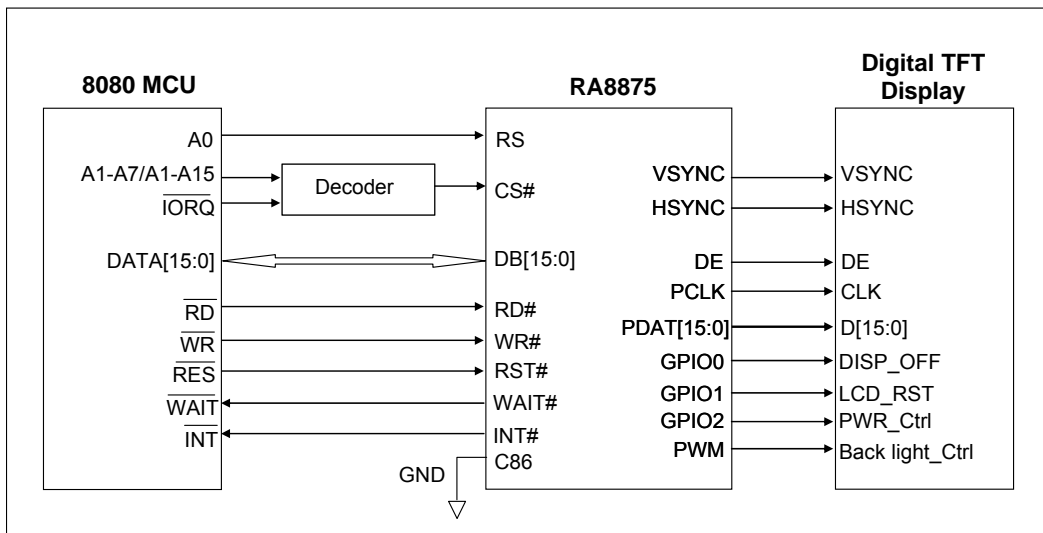 8080 MCU
A0
A1-A7/A1-A15
IORQ
DATA[15:0]
RD
WR
RES
WAIT
INT
Decoder
GND
RA8875
RS
CS#
DB[15:0]
RD#
WR#
RST#
WAIT#
INT#
C86
VSYNC
HSYNC
DE
PCLK
PDAT[15:0]
GPIO0
GPIO1
GPIO2
PWM
Digital TFT
Display
VSYNC
HSYNC
DE
CLK
D[15:0]
DISP_OFF
LCD_RST
PWR_Ctrl
Back light_Ctrl